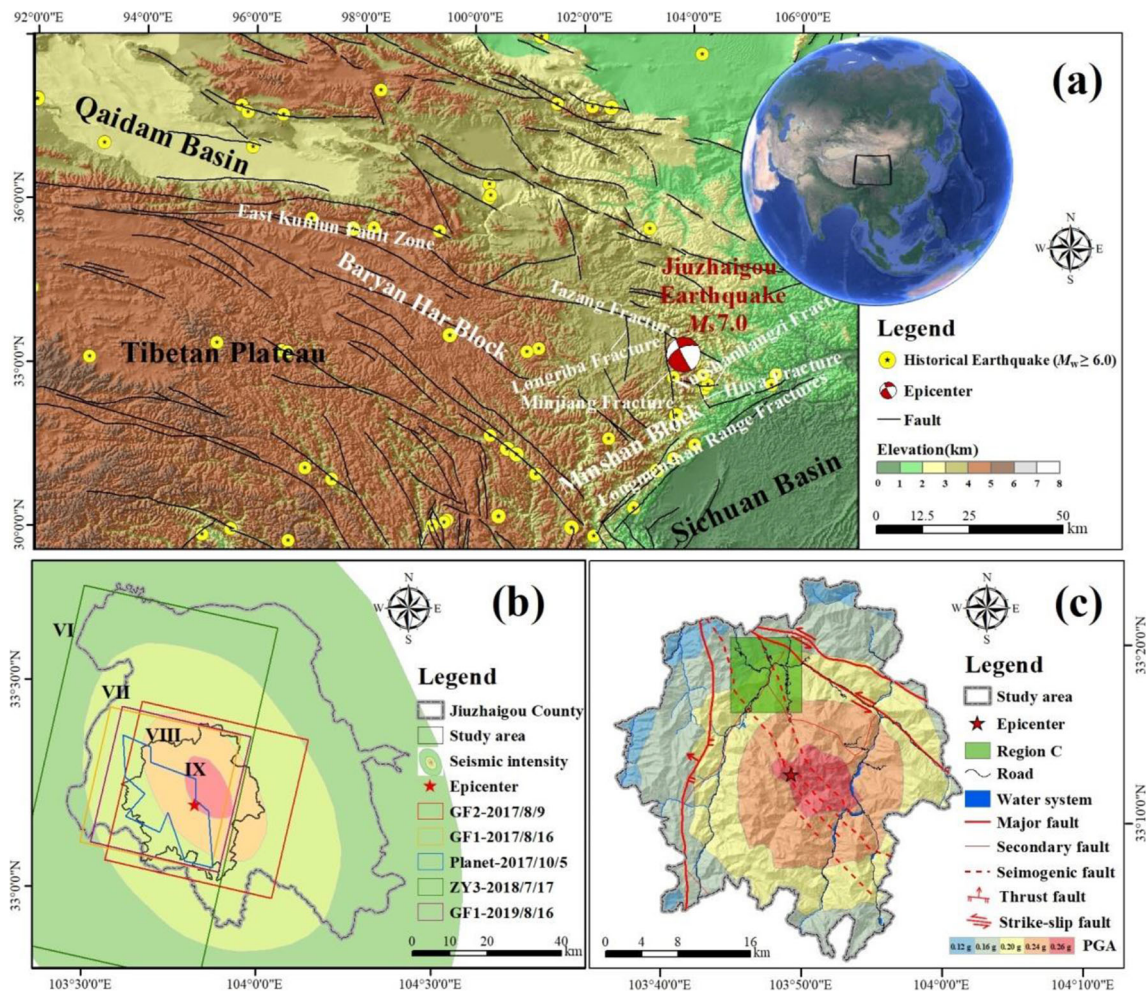 92°0'0"E 94°0'0"E 96°0'0"E 98°0'0"E 100°0'0"E 102°0'0"E 104°0'0"E 106°0'0"E
(a)
Qaidam Basin
36°0'0"N
East Kunlun Fault Zone
N
W E
S
Baryan Har Block
Jiuzhaigou
Earthquake
Ms7.0
Tazang Fracture
33°0'0"N
Tibetan Plateau
Longriba Fracture
Huya Fracture
Minjiang Fracture
Minshan Block
Longmenshan Range Fractures
Sichuan Basin
30°0'0"N
Legend
Historical Earthquake (Mw ≥ 6.0)
Epicenter
Fault
Elevation(km)
0 1 2 3 4 5 6 7 8
0 12.5 25 50
km
(b)
N
W E
S
VI
VII
VIII
IX
33°30'0"N
33°0'0"N
Legend
Jiuzhaigou County
Study area
Seismic intensity
Epicenter
GF2-2017/8/9
GF1-2017/8/16
Planet-2017/10/5
ZY3-2018/7/17
GF1-2019/8/16
0 10 20 40
km
103°30'0"E 104°0'0"E 104°30'0"E
(c)
N
W E
S
33°20'0"N
33°10'0"N
Legend
Study area
Epicenter
Region C
Road
Water system
Major fault
Secondary fault
Seimogenic fault
Thrust fault
Strike-slip fault
0.12 g 0.16 g 0.20 g 0.24 g 0.26 g PGA
0 4 8 16
km
103°40'0"E 103°50'0"E 104°0'0"E 104°10'0"E